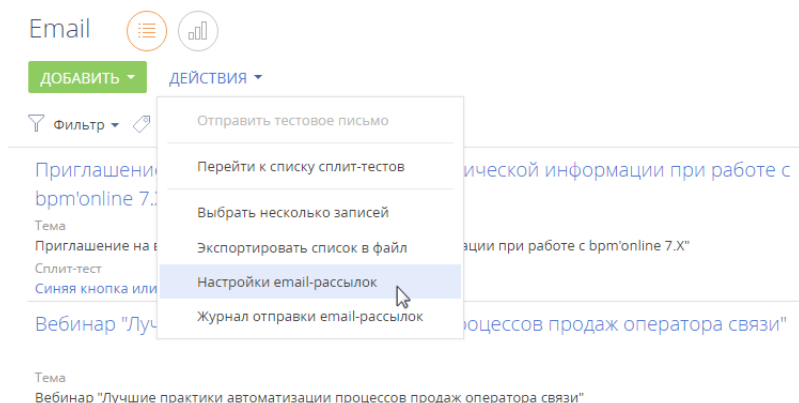 Email
ДОБАВИТЬ ДЕЙСТВИЯ
Фильтр
Отправить тестовое письмо
Перейти к списку сплит-тестов
Выбрать несколько записей
Экспортировать список в файл
Настройки email-рассылок
Журнал отправки email-рассылок
Приглашение ической информации при работе с
bpm'online 7.
Тема
Приглашение на ации при работе с bpm'online 7.X"
Сплит-тест
Синяя кнопка или
Вебинар "Луч роцессов продаж оператора связи"
Тема
Вебинар "Лучшие практики автоматизации процессов продаж оператора связи"